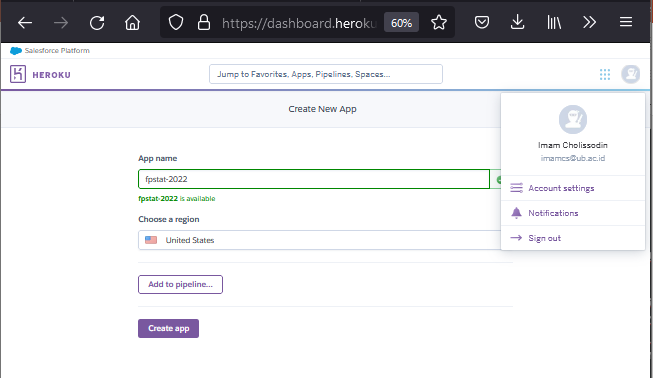 https://dashboard.heroku
60%
Salesforce Platform
HEROKU
Jump to Favorites, Apps, Pipelines, Spaces...
Create New App
Imam Cholissodin
imamcs@ub.ac.id
Account settings
Notifications
Sign out
App name
fpstat-2022
fpstat-2022 is available
Choose a region
United States
Add to pipeline...
Create app